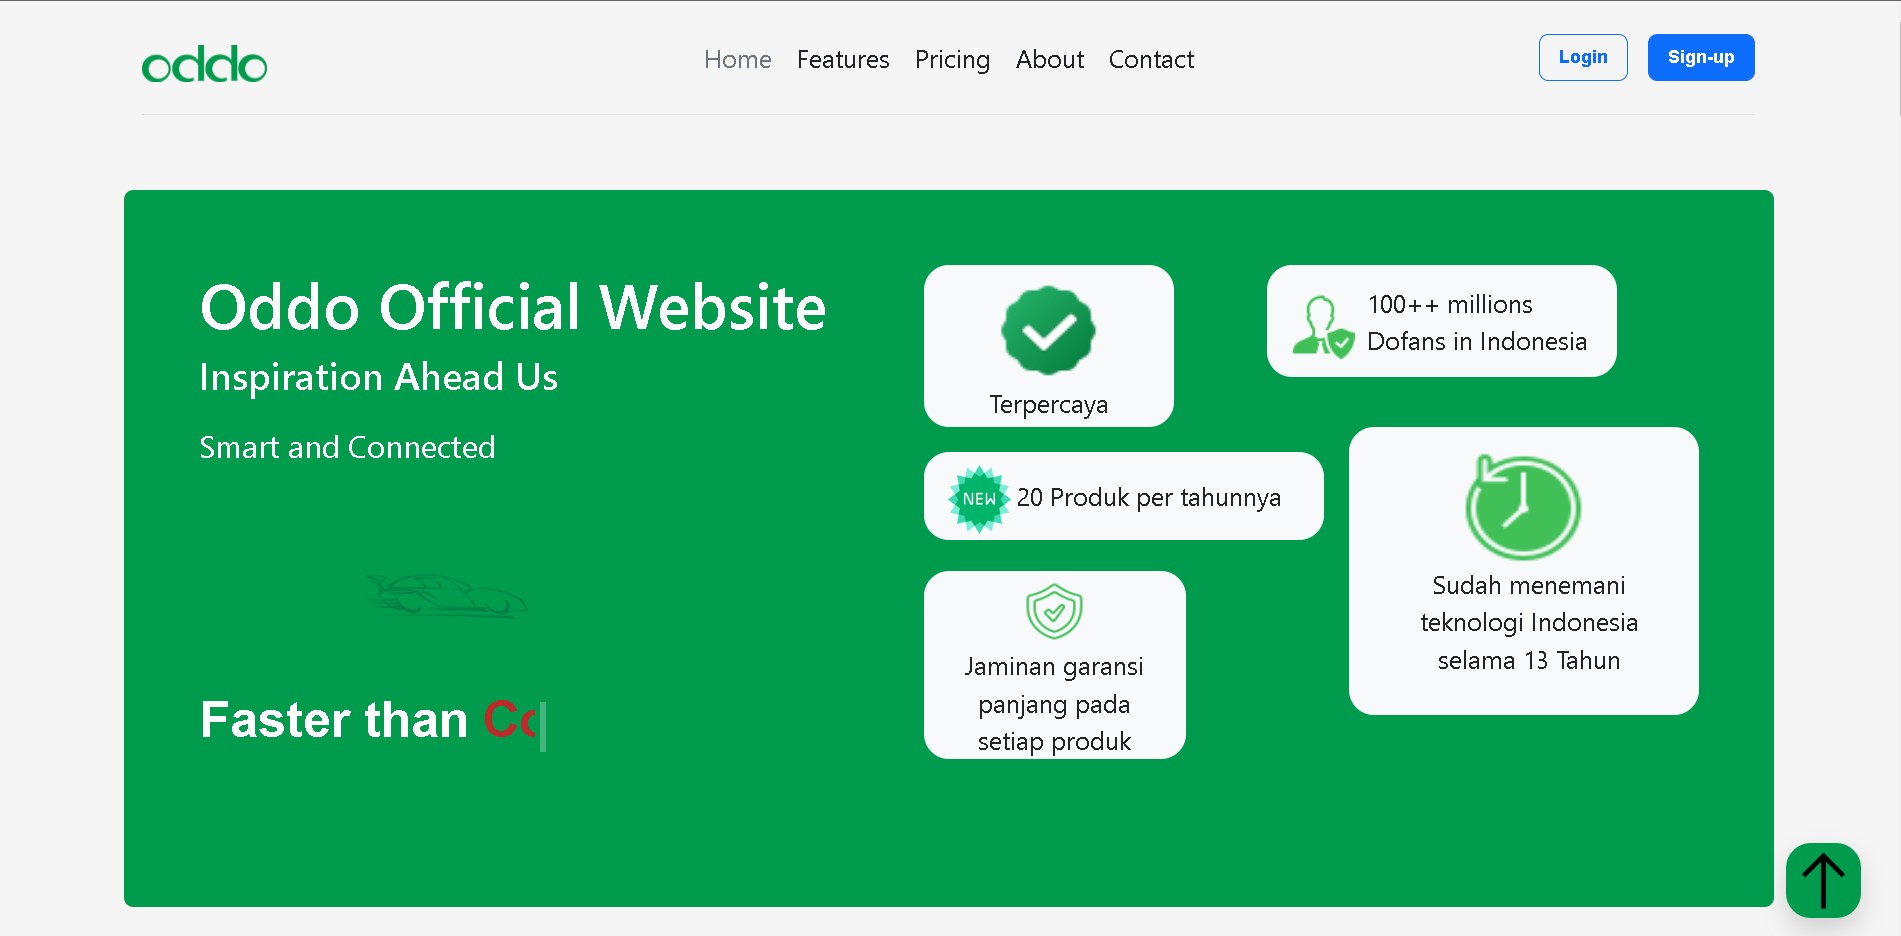 oddo
Home Features Pricing About Contact
Login
Sign-up
Oddo Official Website
Inspiration Ahead Us
Smart and Connected
Faster than
Terpercaya
100++ millions
Dofans in Indonesia
NEW
20 Produk per tahunnya
Sudah menemani
teknologi Indonesia
selama 13 Tahun
Jaminan garansi
panjang pada
setiap produk